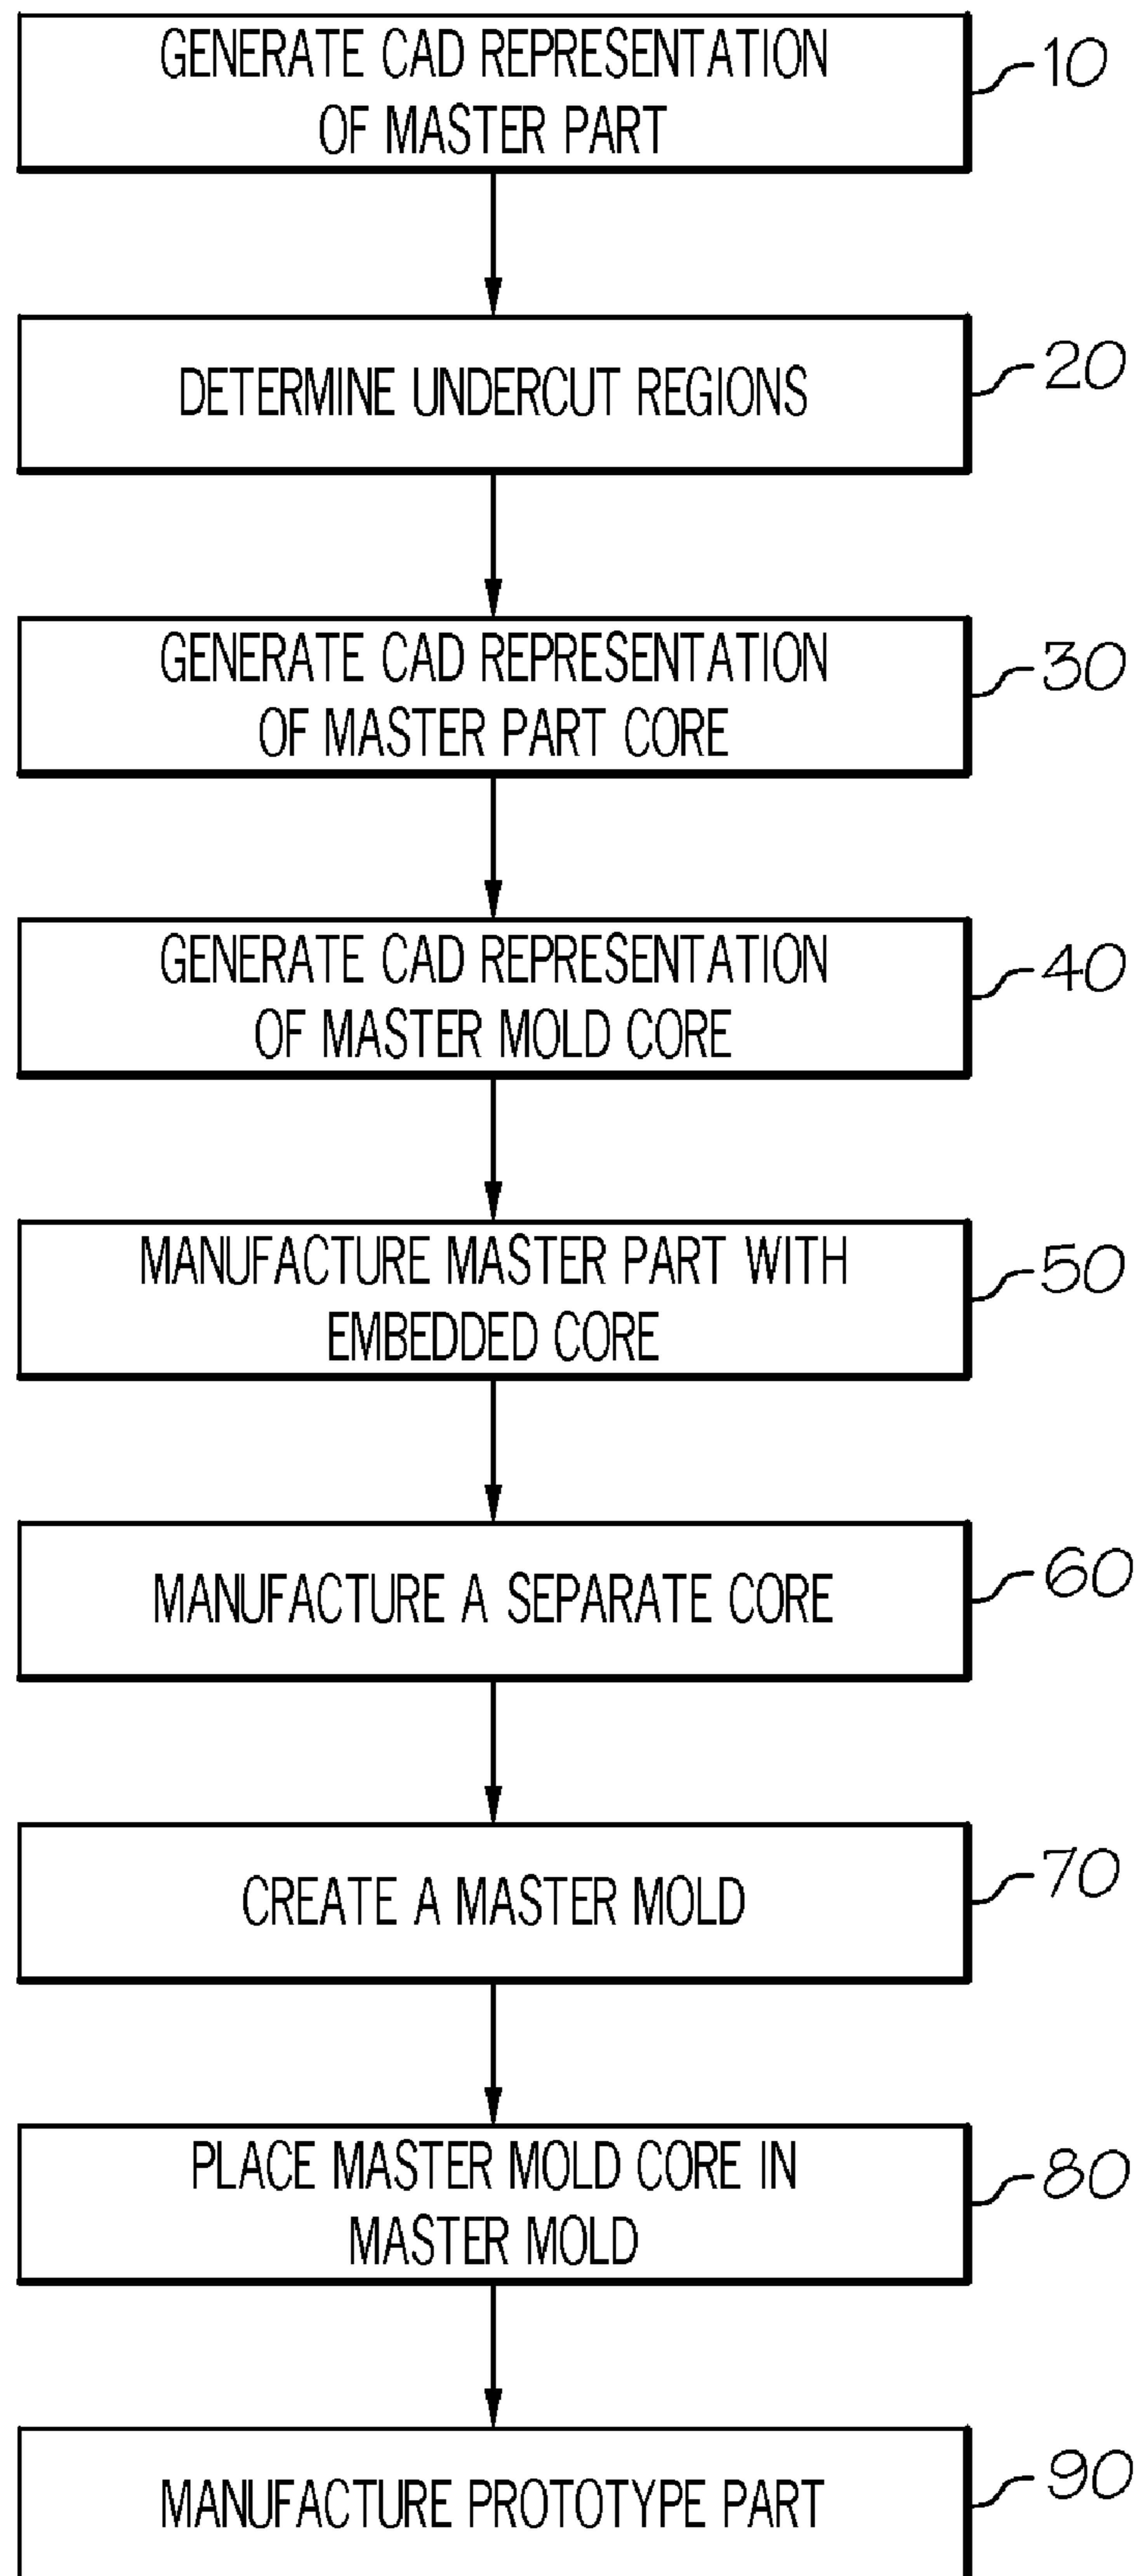 GENERATE CAD REPRESENTATION
OF MASTER PART
10
DETERMINE UNDERCUT REGIONS
20
GENERATE CAD REPRESENTATION
OF MASTER PART CORE
30
GENERATE CAD REPRESENTATION
OF MASTER MOLD CORE
40
MANUFACTURE MASTER PART WITH
EMBEDDED CORE
50
MANUFACTURE A SEPARATE CORE
60
CREATE A MASTER MOLD
70
PLACE MASTER MOLD CORE IN
MASTER MOLD
80
MANUFACTURE PROTOTYPE PART
90